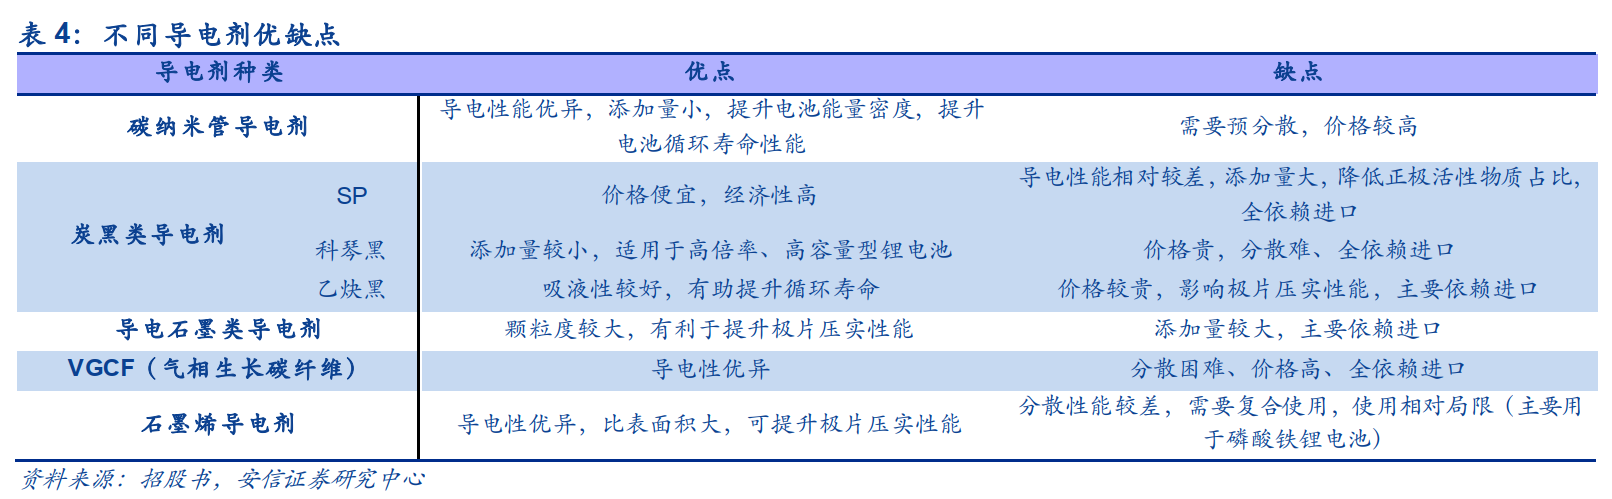 表 4：不同导电剂优缺点
导电剂种类 优点 缺点
碳纳米管导电剂 导电性能优异，添加量小，提升电池能量密度，提升 需要预分散，价格较高
电池循环寿命性能
炭黑类导电剂
SP 价格便宜，经济性高 导电性能相对较差，添加量大，降低正极活性物质占比，
全依赖进口
科琴黑 添加量较小，适用于高倍率、高容量型锂电池 价格贵，分散难、全依赖进口
乙炔黑 吸液性较好，有助提升循环寿命 价格较贵，影响极片压实性能，主要依赖进口
导电石墨类导电剂 颗粒度较大，有利于提升极片压实性能 添加量较大，主要依赖进口
VGCF（气相生长碳纤维） 导电性优异 分散困难、价格高、全依赖进口
石墨烯导电剂 导电性优异，比表面积大，可提升极片压实性能 分散性能较差，需要复合使用，使用相对局限（主要用
于磷酸铁锂电池）
资料来源：招股书，安信证券研究中心